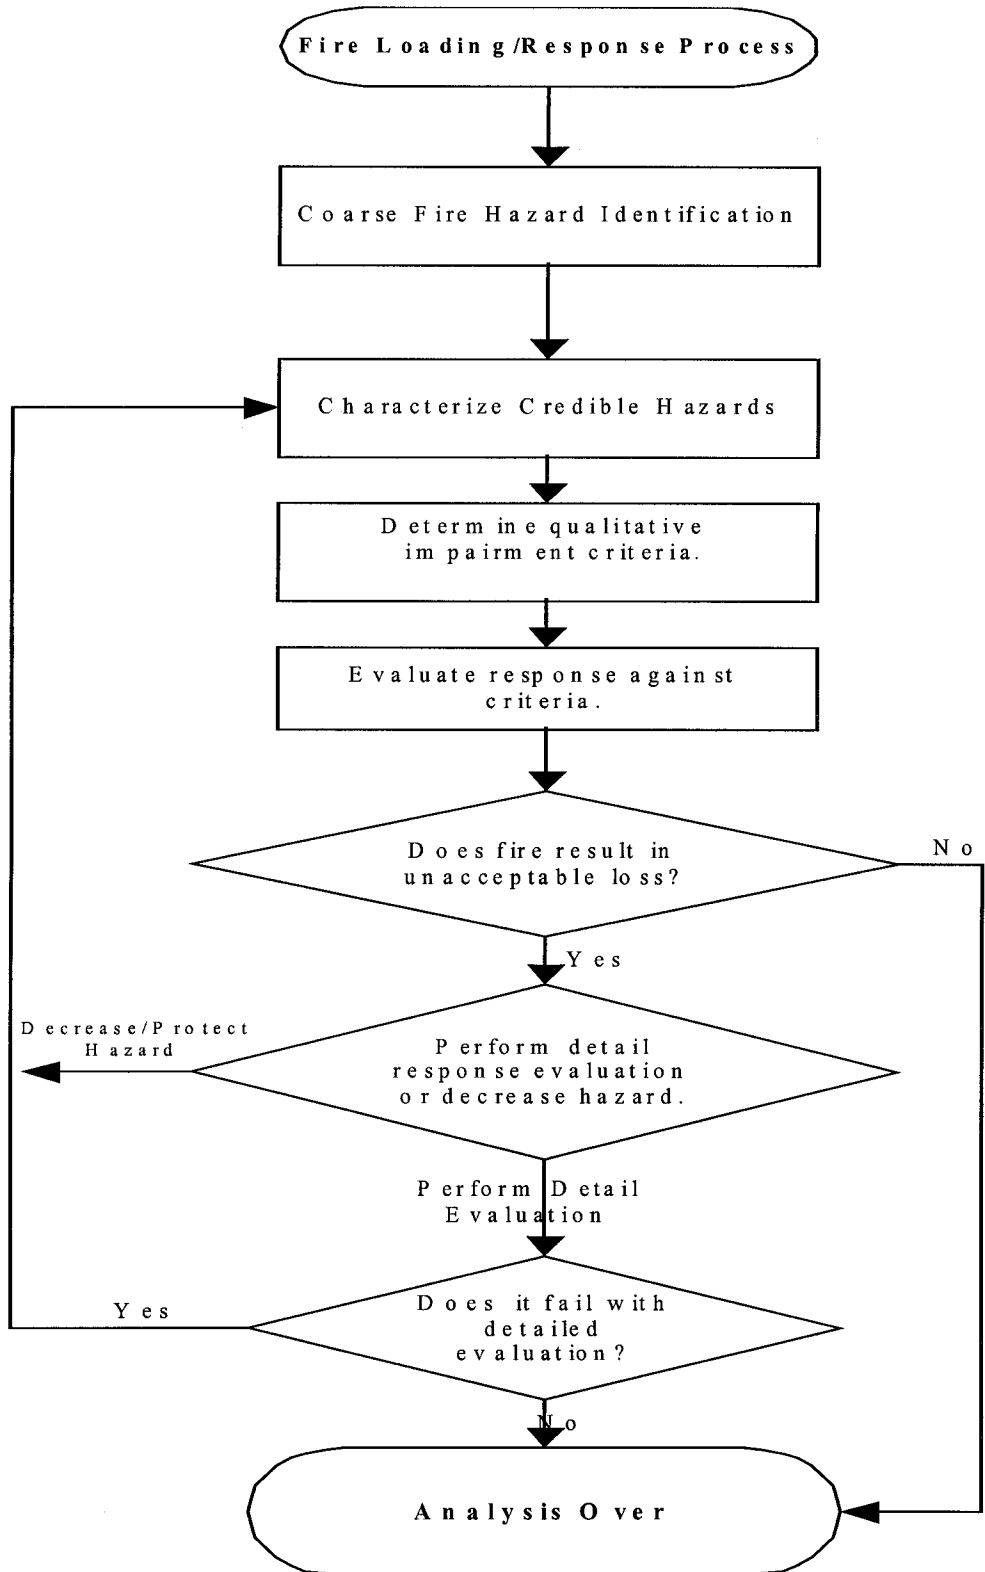 Fire Loading/Response Process
Coarse Fire Hazard Identification
Characterize Credible Hazards
Determine qualitative
impairment criteria.
Evaluate response against
criteria.
Does fire result in
unacceptable loss?
No
Yes
Decrease/Protect
Hazard
Perform detail
response evaluation
or decrease hazard.
Perform Detail
Evaluation
Does it fail with
detailed
evaluation?
Yes
No
Analysis Over